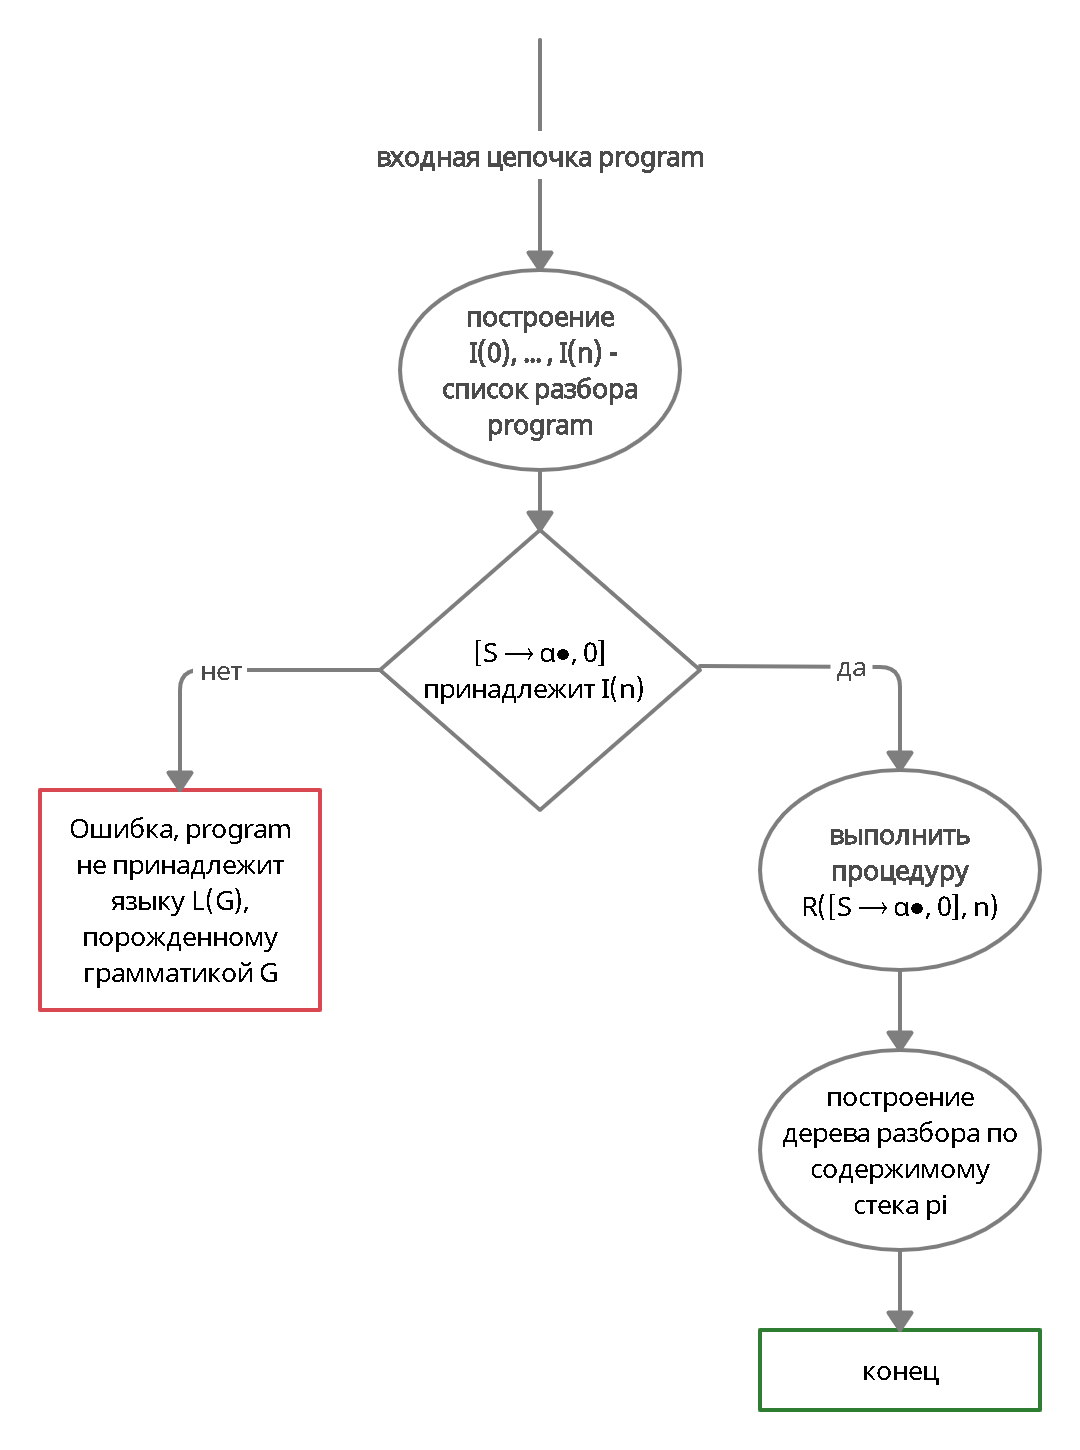 входная цепочка program
построение
I(0), ... , I(n) -
список разбора
program
[S ⟶ α●, 0]
принадлежит I(n)
нет
да
Ошибка, program
не принадлежит
языку L(G),
порожденному
грамматикой G
выполнить
процедуру
R([S ⟶ α●, 0], n)
построение
дерева разбора по
содержимому
стека pi
конец